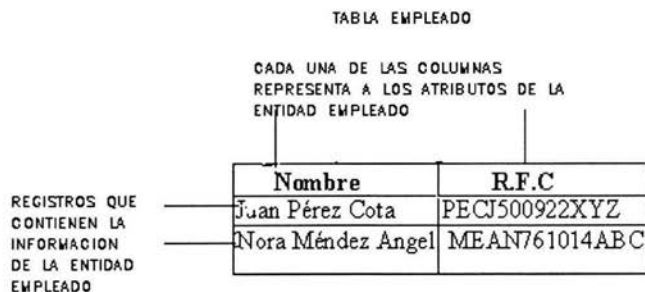 TABLA EMPLEADO
CADA UNA DE LAS COLUMNAS
REPRESENTA A LOS ATRIBUTOS DE LA
ENTIDAD EMPLEADO
Nombre R.F.C
REGISTROS QUE
CONTIENEN LA
INFORMACION
DE LA ENTIDAD
EMPLEADO
Juan Pérez Cota PECJ500922XYZ
Nora Méndez Angel MEAN761014ABC